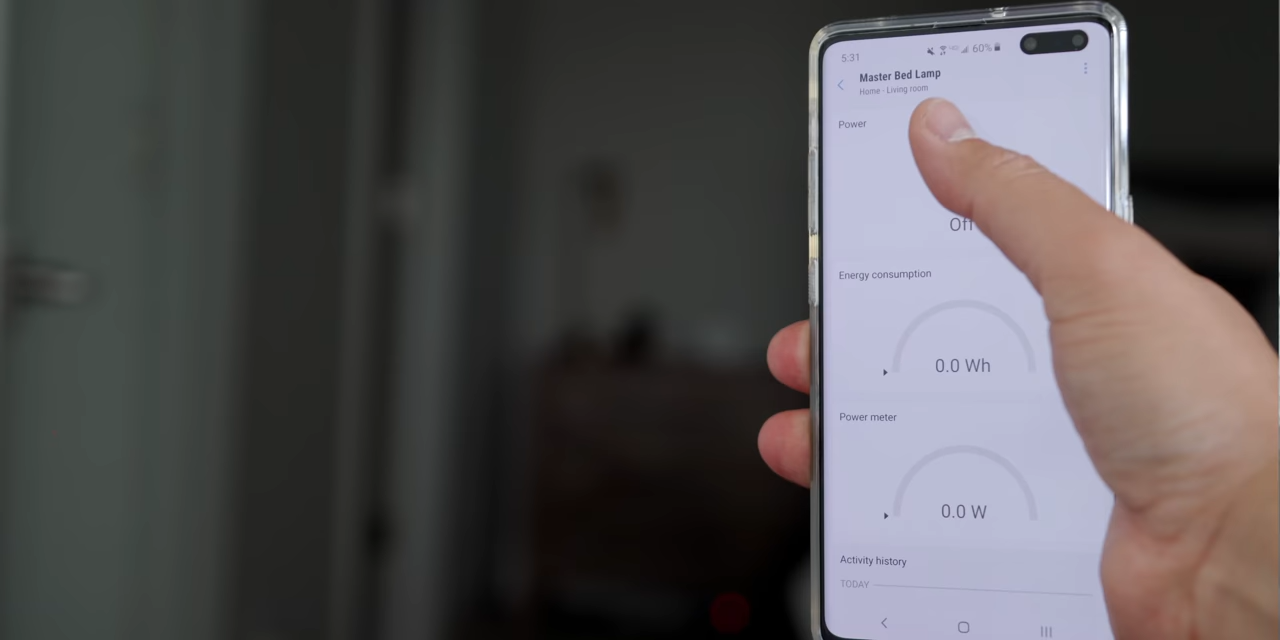 5:31
60%
Master Bed Lamp
Home - Living room
Power
Off
Energy consumption
0.0 Wh
Power meter
0.0 W
Activity history
TODAY